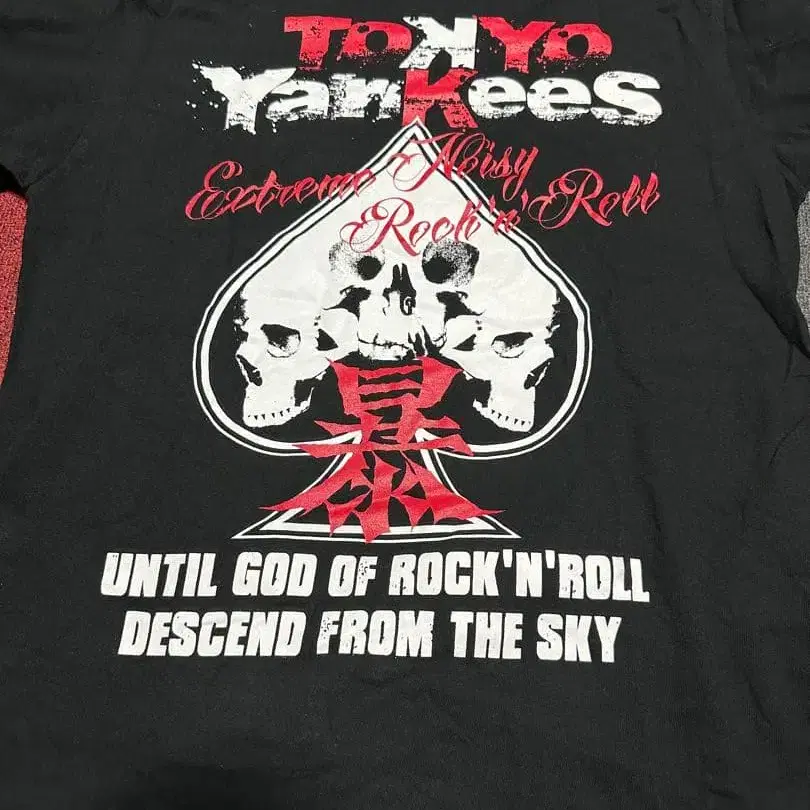 TOKYO
YanKeeS
Extreme Noisy
Rock'n' Roll
暴
UNTIL GOD OF ROCK'N'ROLL
DESCEND FROM THE SKY